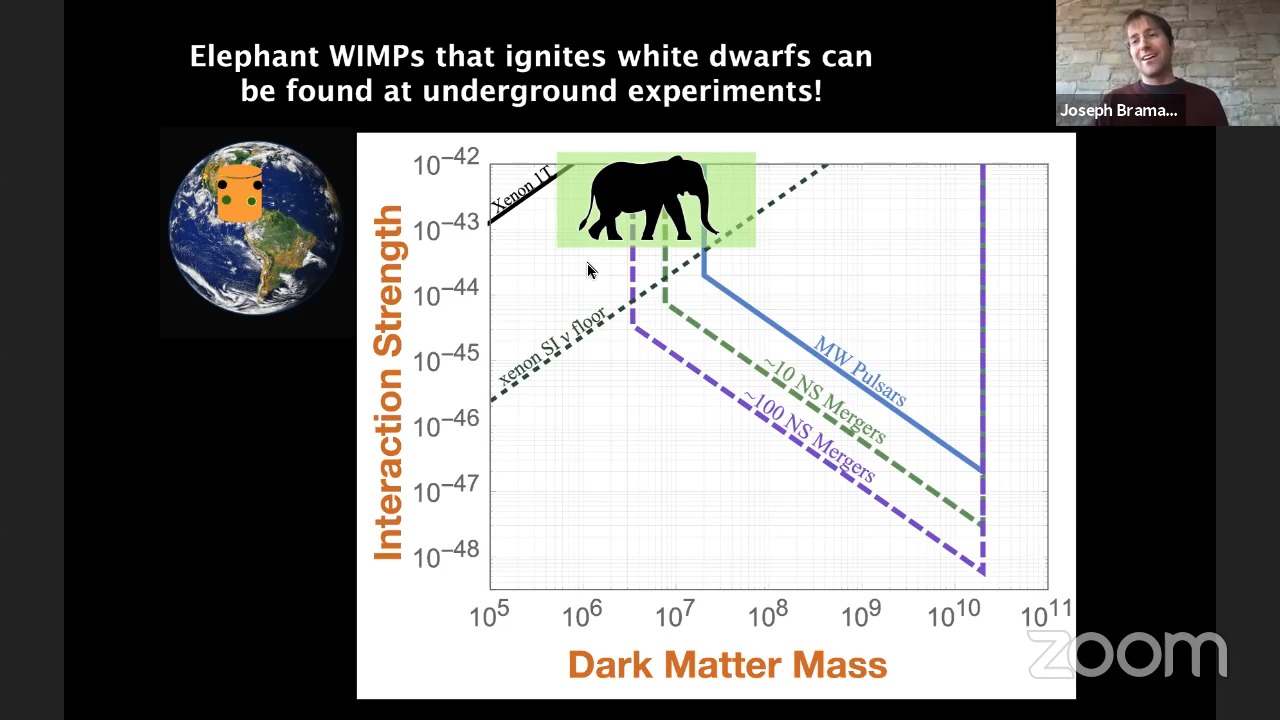 Elephant WIMPs that ignites white dwarfs can
be found at underground experiments!
Joseph Brama...
Interaction Strength
10⁻⁴²
10⁻⁴³
10⁻⁴⁴
10⁻⁴⁵
10⁻⁴⁶
10⁻⁴⁷
10⁻⁴⁸
Xenon 1T
xenon SI ν floor
MW Pulsars
~10 NS Mergers
~100 NS Mergers
10⁵ 10⁶ 10⁷ 10⁸ 10⁹ 10¹⁰ 10¹¹
Dark Matter Mass
zoom